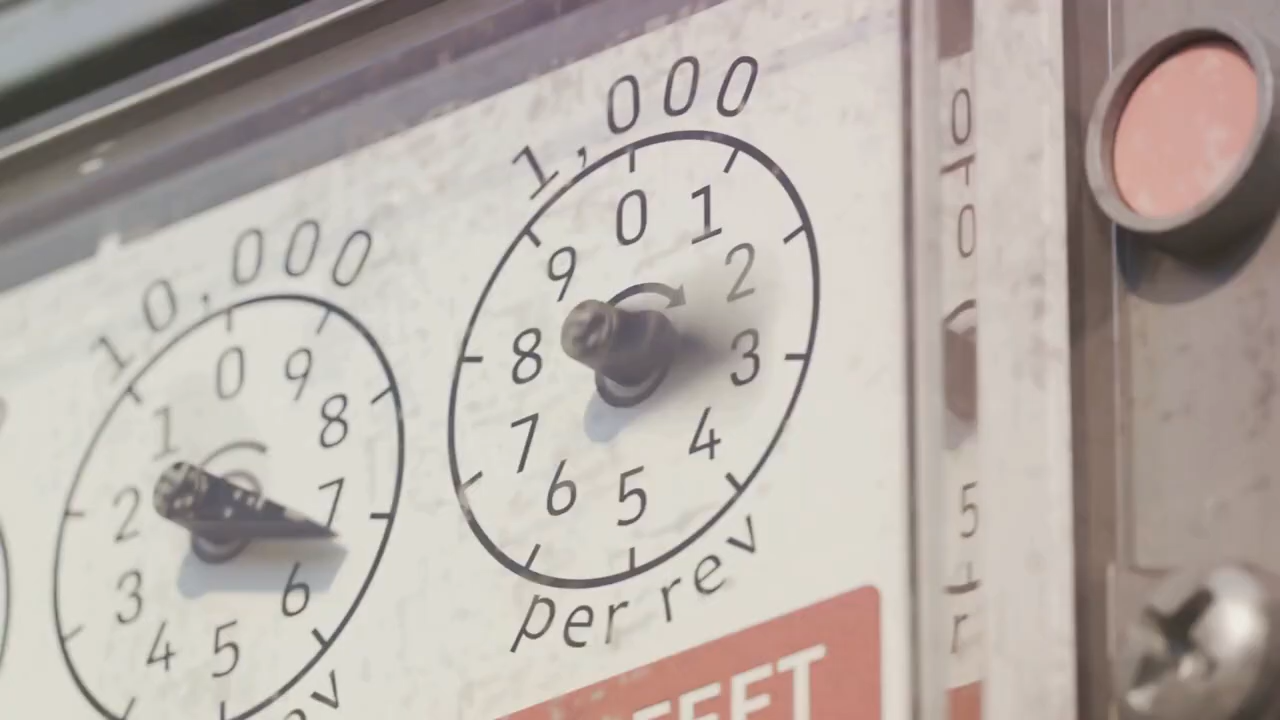 10,000
0 9 8 7 6 5 4 3 2 1
1,000
0 1 2 3 4 5 6 7 8 9
per rev
FEET